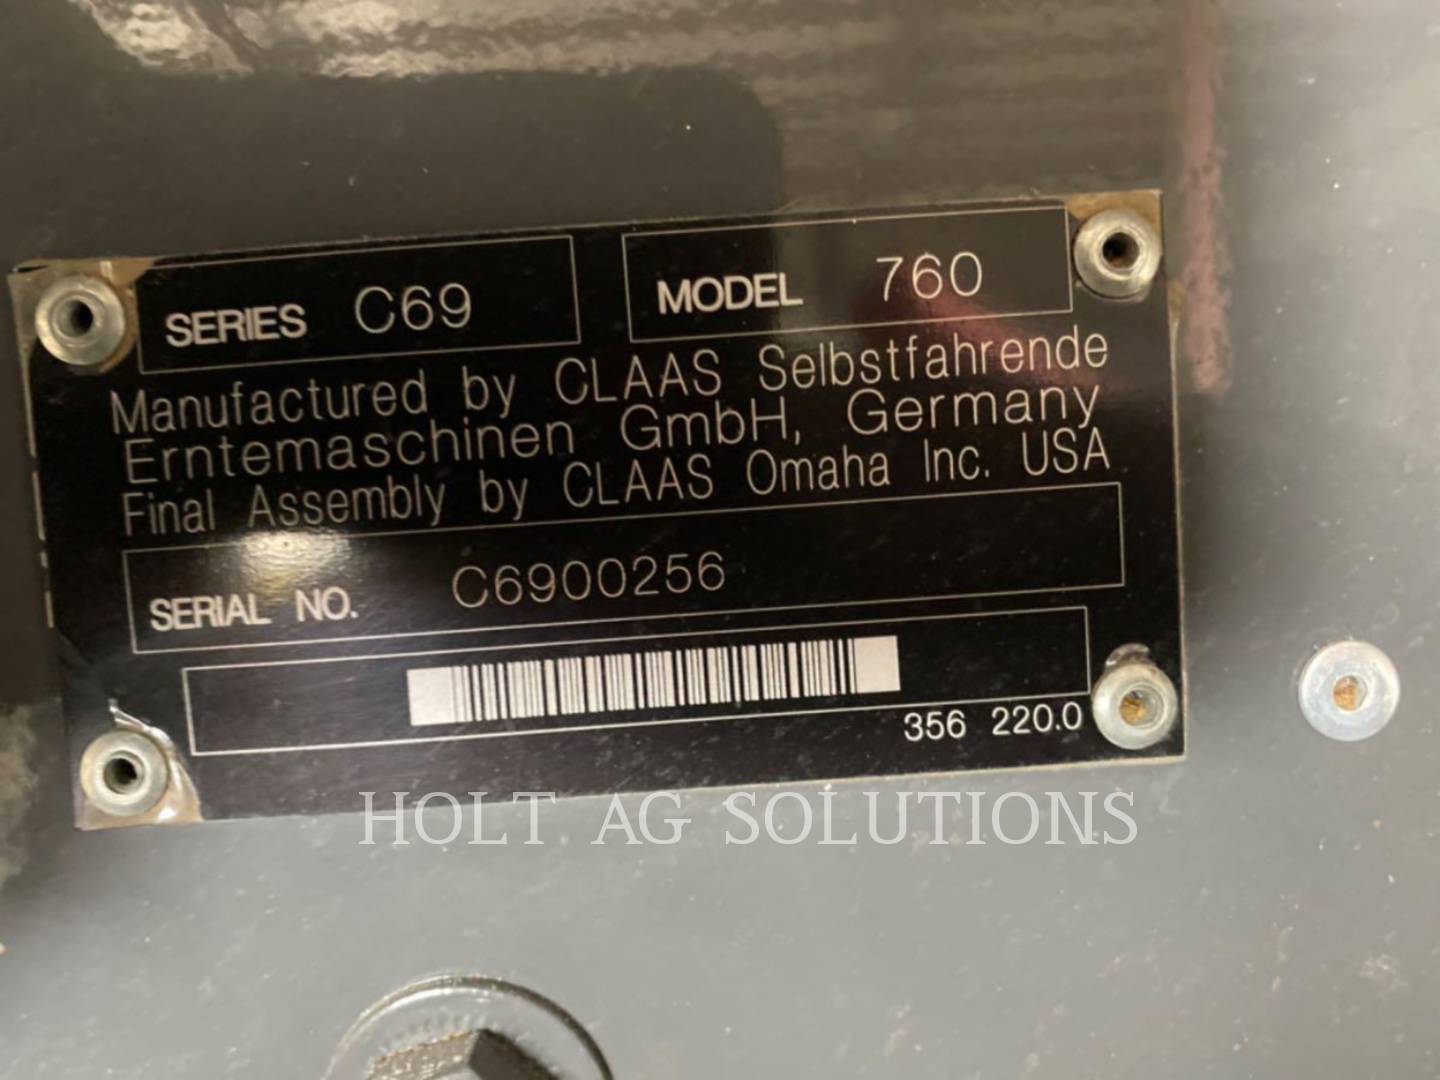 SERIES C69 MODEL 760
Manufactured by CLAAS Selbstfahrende
Erntemaschinen GmbH, Germany
Final Assembly by CLAAS Omaha Inc. USA
SERIAL NO. C6900256
356 220.0
HOLT AG SOLUTIONS